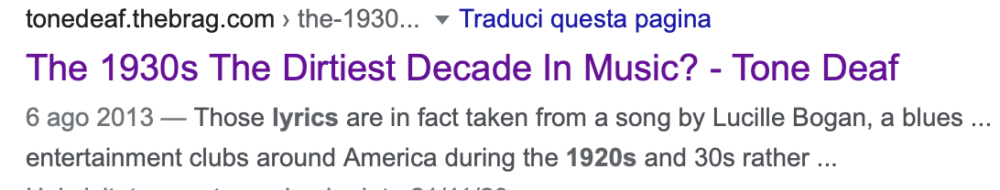 tonedeaf.thebrag.com › the-1930... ▼ Traduci questa pagina
The 1930s The Dirtiest Decade In Music? - Tone Deaf
6 ago 2013 — Those lyrics are in fact taken from a song by Lucille Bogan, a blues ...
entertainment clubs around America during the 1920s and 30s rather ...